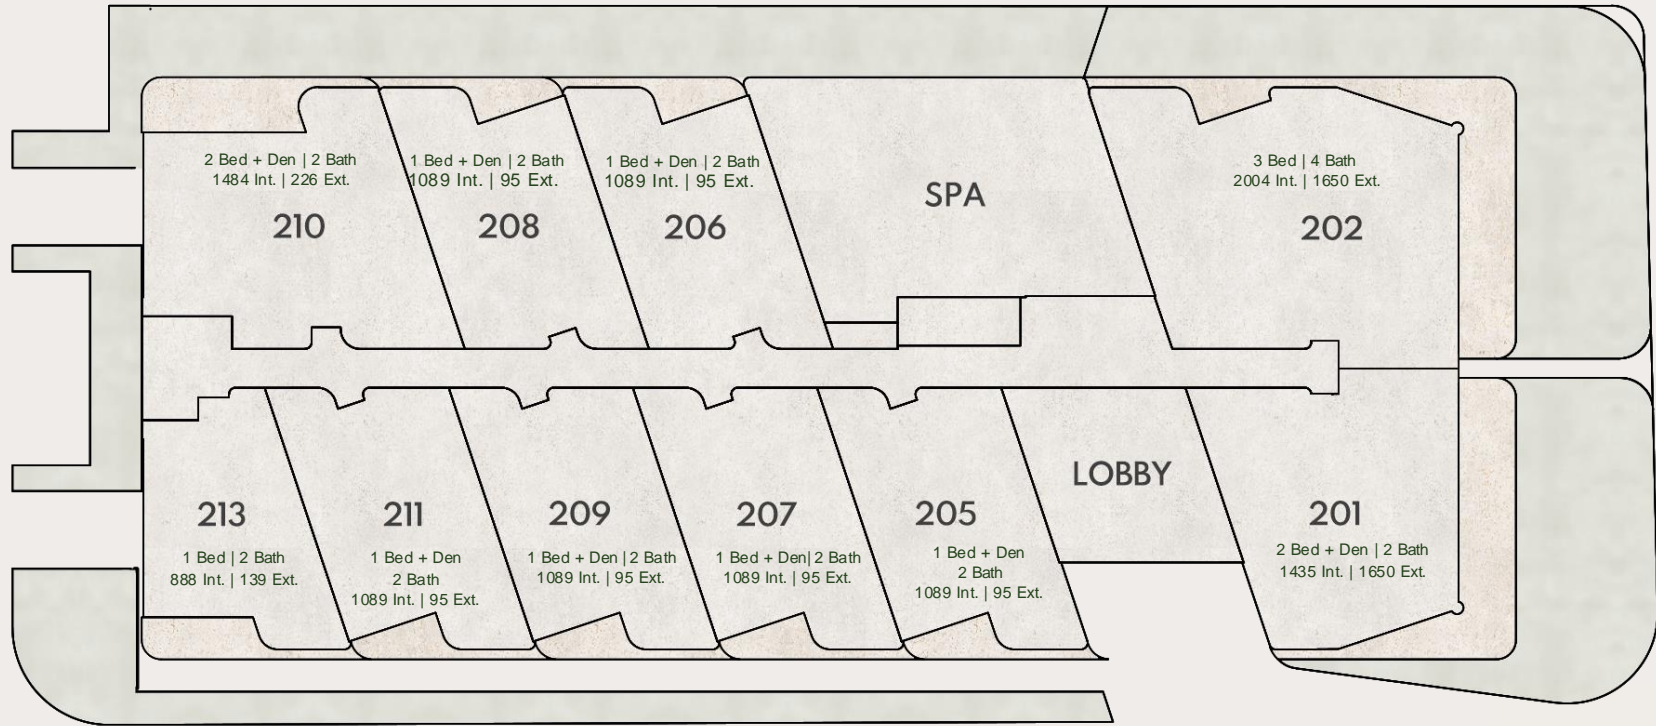 2 Bed + Den | 2 Bath
1484 Int. | 226 Ext.
210
1 Bed + Den | 2 Bath
1089 Int. | 95 Ext.
208
1 Bed + Den | 2 Bath
1089 Int. | 95 Ext.
206
SPA
3 Bed | 4 Bath
2004 Int. | 1650 Ext.
202
213
1 Bed | 2 Bath
888 Int. | 139 Ext.
211
1 Bed + Den
2 Bath
1089 Int. | 95 Ext.
209
1 Bed + Den | 2 Bath
1089 Int. | 95 Ext.
207
1 Bed + Den| 2 Bath
1089 Int. | 95 Ext.
205
1 Bed + Den
2 Bath
1089 Int. | 95 Ext.
LOBBY
201
2 Bed + Den | 2 Bath
1435 Int. | 1650 Ext.